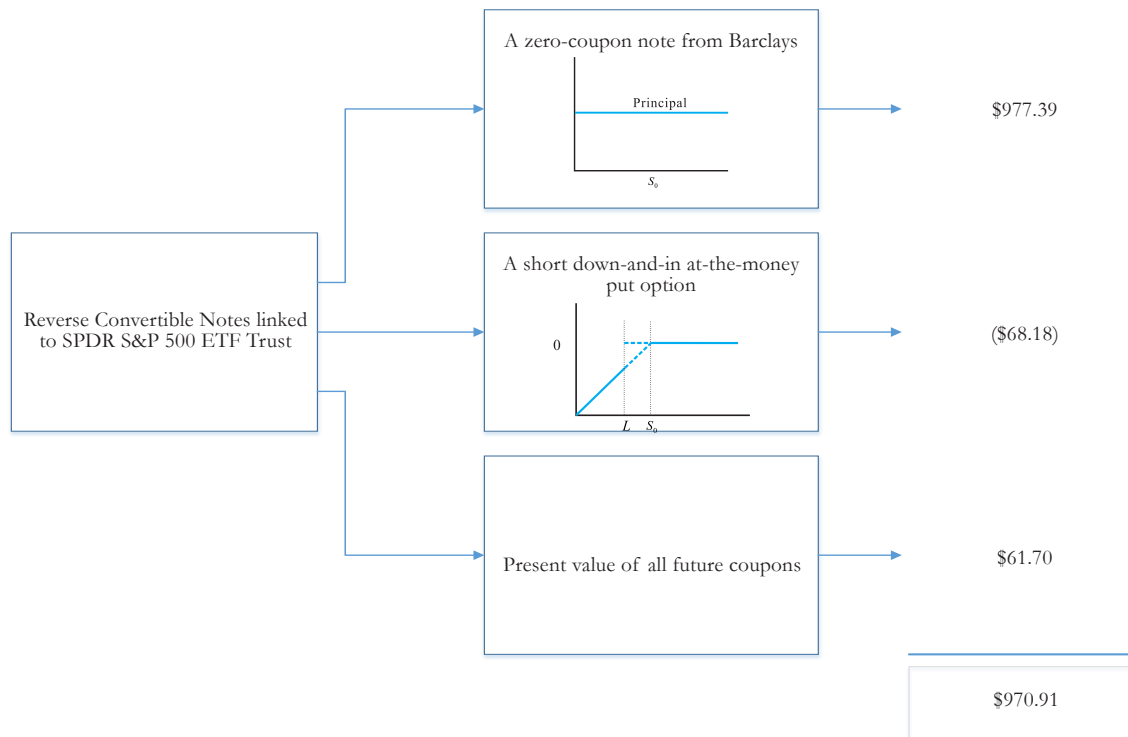 A zero-coupon note from Barclays
Principal
S₀
$977.39
Reverse Convertible Notes linked
to SPDR S&P 500 ETF Trust
A short down-and-in at-the-money
put option
0
L S₀
($68.18)
Present value of all future coupons
$61.70
$970.91